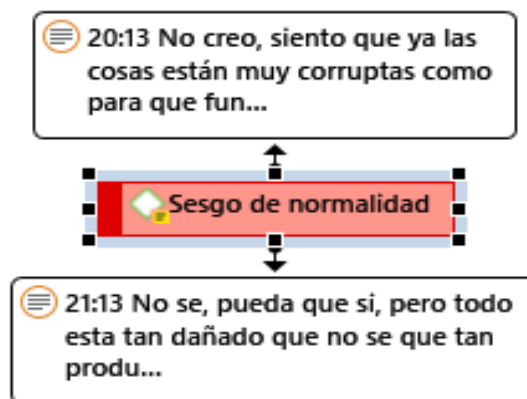 20:13 No creo, siento que ya las
cosas están muy corruptas como
para que fun...
Sesgo de normalidad
21:13 No se, pueda que si, pero todo
esta tan dañado que no se que tan
produ...